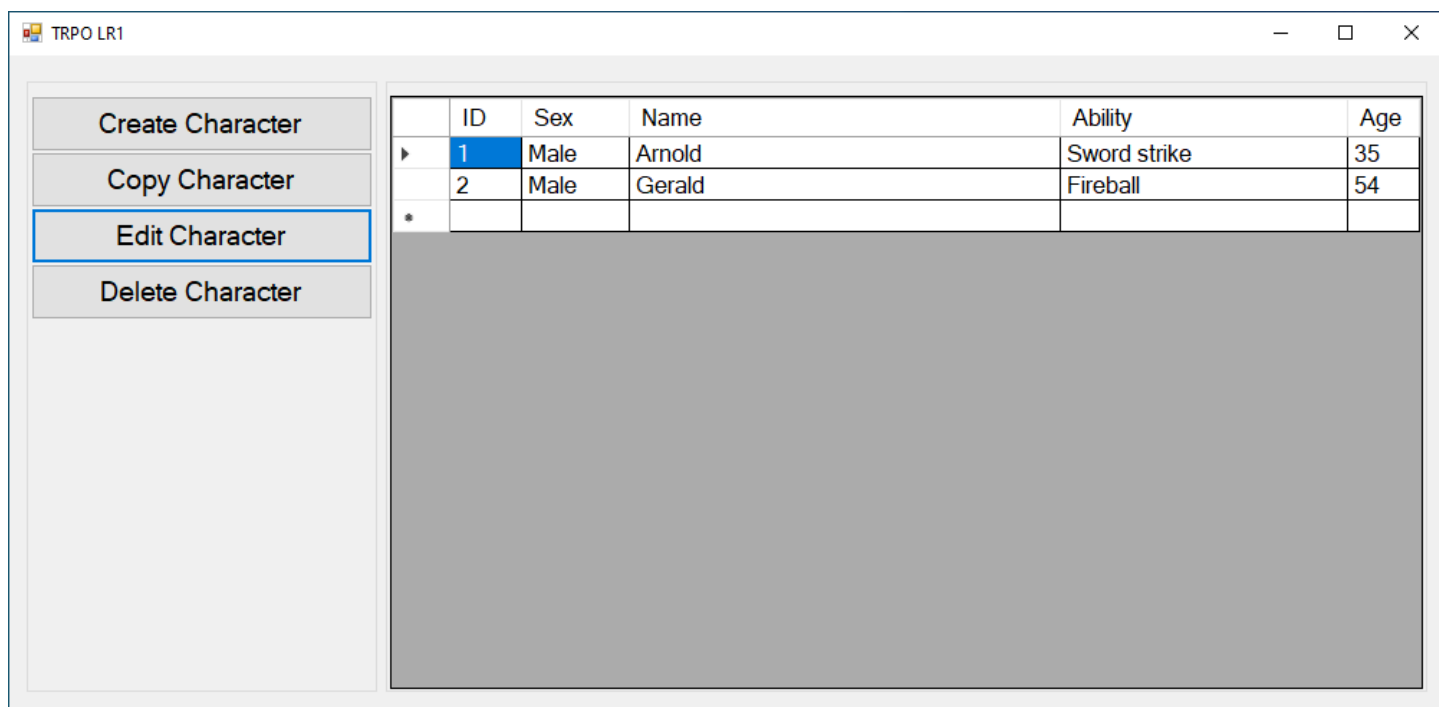 TRPO LR1
Create Character
Copy Character
Edit Character
Delete Character
ID Sex Name Ability Age
1 Male Arnold Sword strike 35
2 Male Gerald Fireball 54